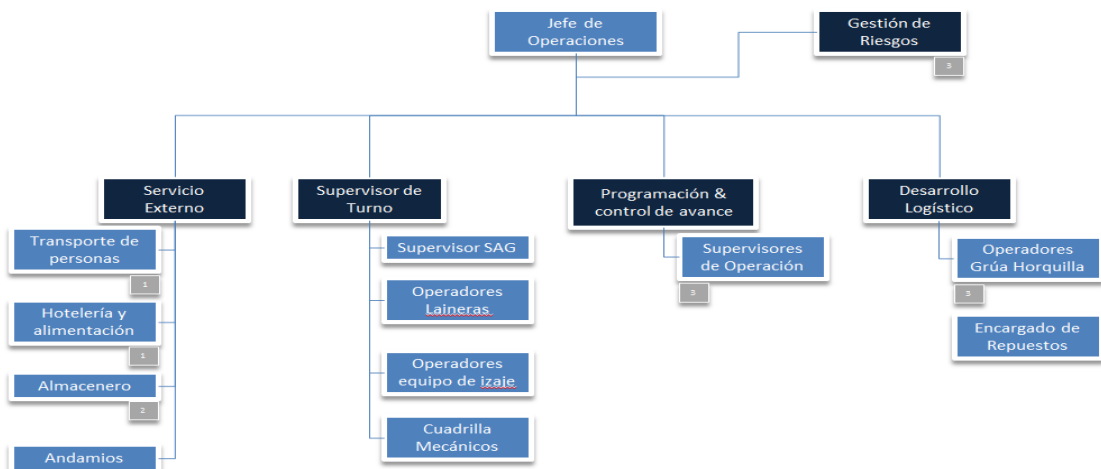 Jefe de
Operaciones
Gestión de
Riesgos
3
Servicio
Externo
Supervisor de
Turno
Programación &
control de avance
Desarrollo
Logístico
Transporte de
personas
1
Hotelería y
alimentación
1
Almacenero
2
Andamios
Supervisor SAG
Operadores
Laineras
Operadores
equipo de izaje
Cuadrilla
Mecánicos
Supervisores
de Operación
3
Operadores
Grúa Horquilla
3
Encargado de
Repuestos